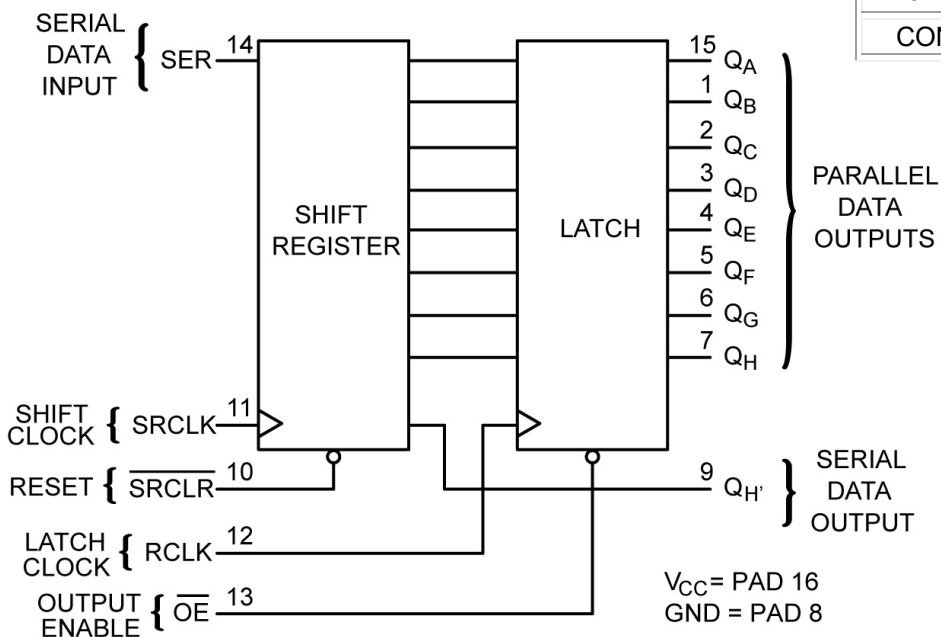 SERIAL
DATA
INPUT
14
SER
SHIFT
REGISTER
LATCH
15 QA
1 QB
2 QC
3 QD
4 QE
5 QF
6 QG
7 QH
PARALLEL
DATA
OUTPUTS
SHIFT
CLOCK
SRCLK 11
RESET SRCLR 10
LATCH
CLOCK
RCLK 12
OUTPUT
ENABLE
OE 13
9 QH'
SERIAL
DATA
OUTPUT
VCC = PAD 16
GND = PAD 8